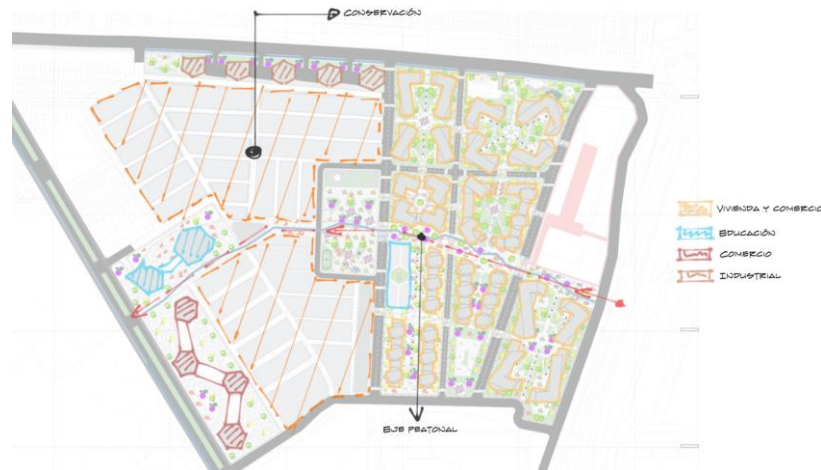 CONSERVACIÓN
VIVIENDA Y COMERCIO
EDUCACIÓN
COMERCIO
INDUSTRIAL
EJE PEATONAL